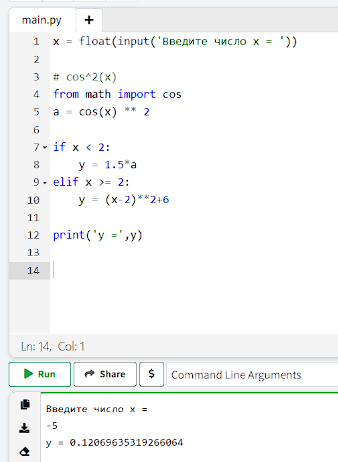 main.py +
1 x = float(input('Введите число x = '))
2
3 # cos^2(x)
4 from math import cos
5 a = cos(x) ** 2
6
7 if x < 2:
8 y = 1.5*a
9 elif x >= 2:
10 y = (x-2)**2+6
11
12 print('y =',y)
13
14
Ln: 14, Col: 1
Run Share $ Command Line Arguments
Введите число x =
-5
y = 0.12069635319266064